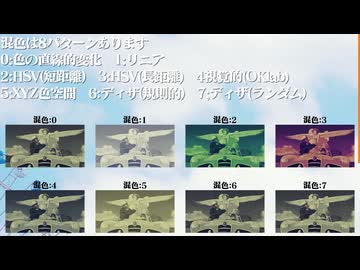 混色は8パターンあります
0:色の直線的変化　1:リニア
2:HSV(短距離)　3:HSV(長距離)　4視覚的(OKlab)
5:XYZ色空間　6:ディザ(規則的)　7;ディザ(ランダム)
混色:0　混色:1　混色:2　混色:3
混色:4　混色:5　混色:6　混色:7